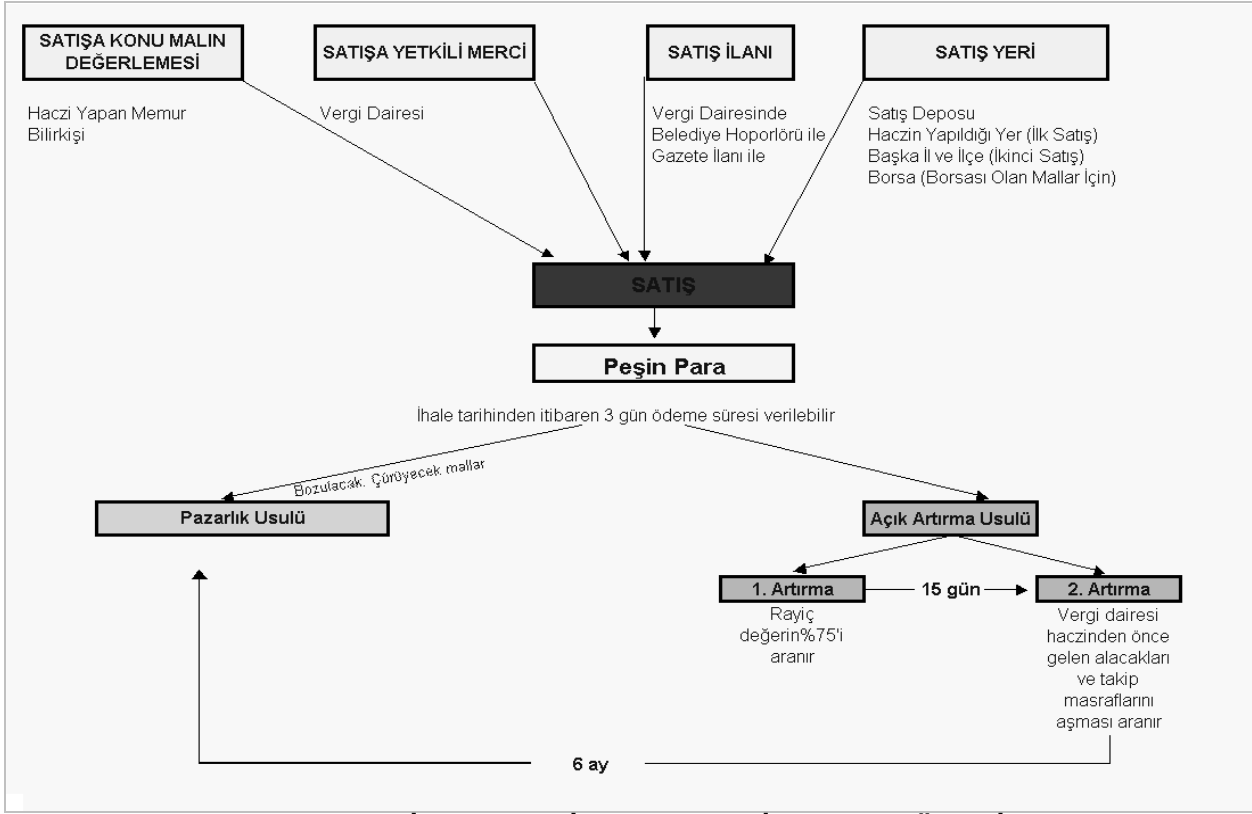 SATIŞA KONU MALIN
DEĞERLEMESİ
SATIŞA YETKİLİ MERCİ
SATIŞ İLANI
SATIŞ YERİ
Haczi Yapan Memur
Bilirkişi
Vergi Dairesi
Vergi Dairesinde
Belediye Hoporlörü ile
Gazete İlanı ile
Satış Deposu
Haczin Yapıldığı Yer (İlk Satış)
Başka İl ve İlçe (İkinci Satış)
Borsa (Borsası Olan Mallar İçin)
SATIŞ
Peşin Para
İhale tarihinden itibaren 3 gün ödeme süresi verilebilir
Bozulacak. Çürüyecek mallar
Pazarlık Usulü
Açık Artırma Usulü
1. Artırma
15 gün
2. Artırma
Rayiç
değerin%75'i
aranır
Vergi dairesi
haczinden önce
gelen alacakları
ve takip
masraflarını
aşması aranır
6 ay